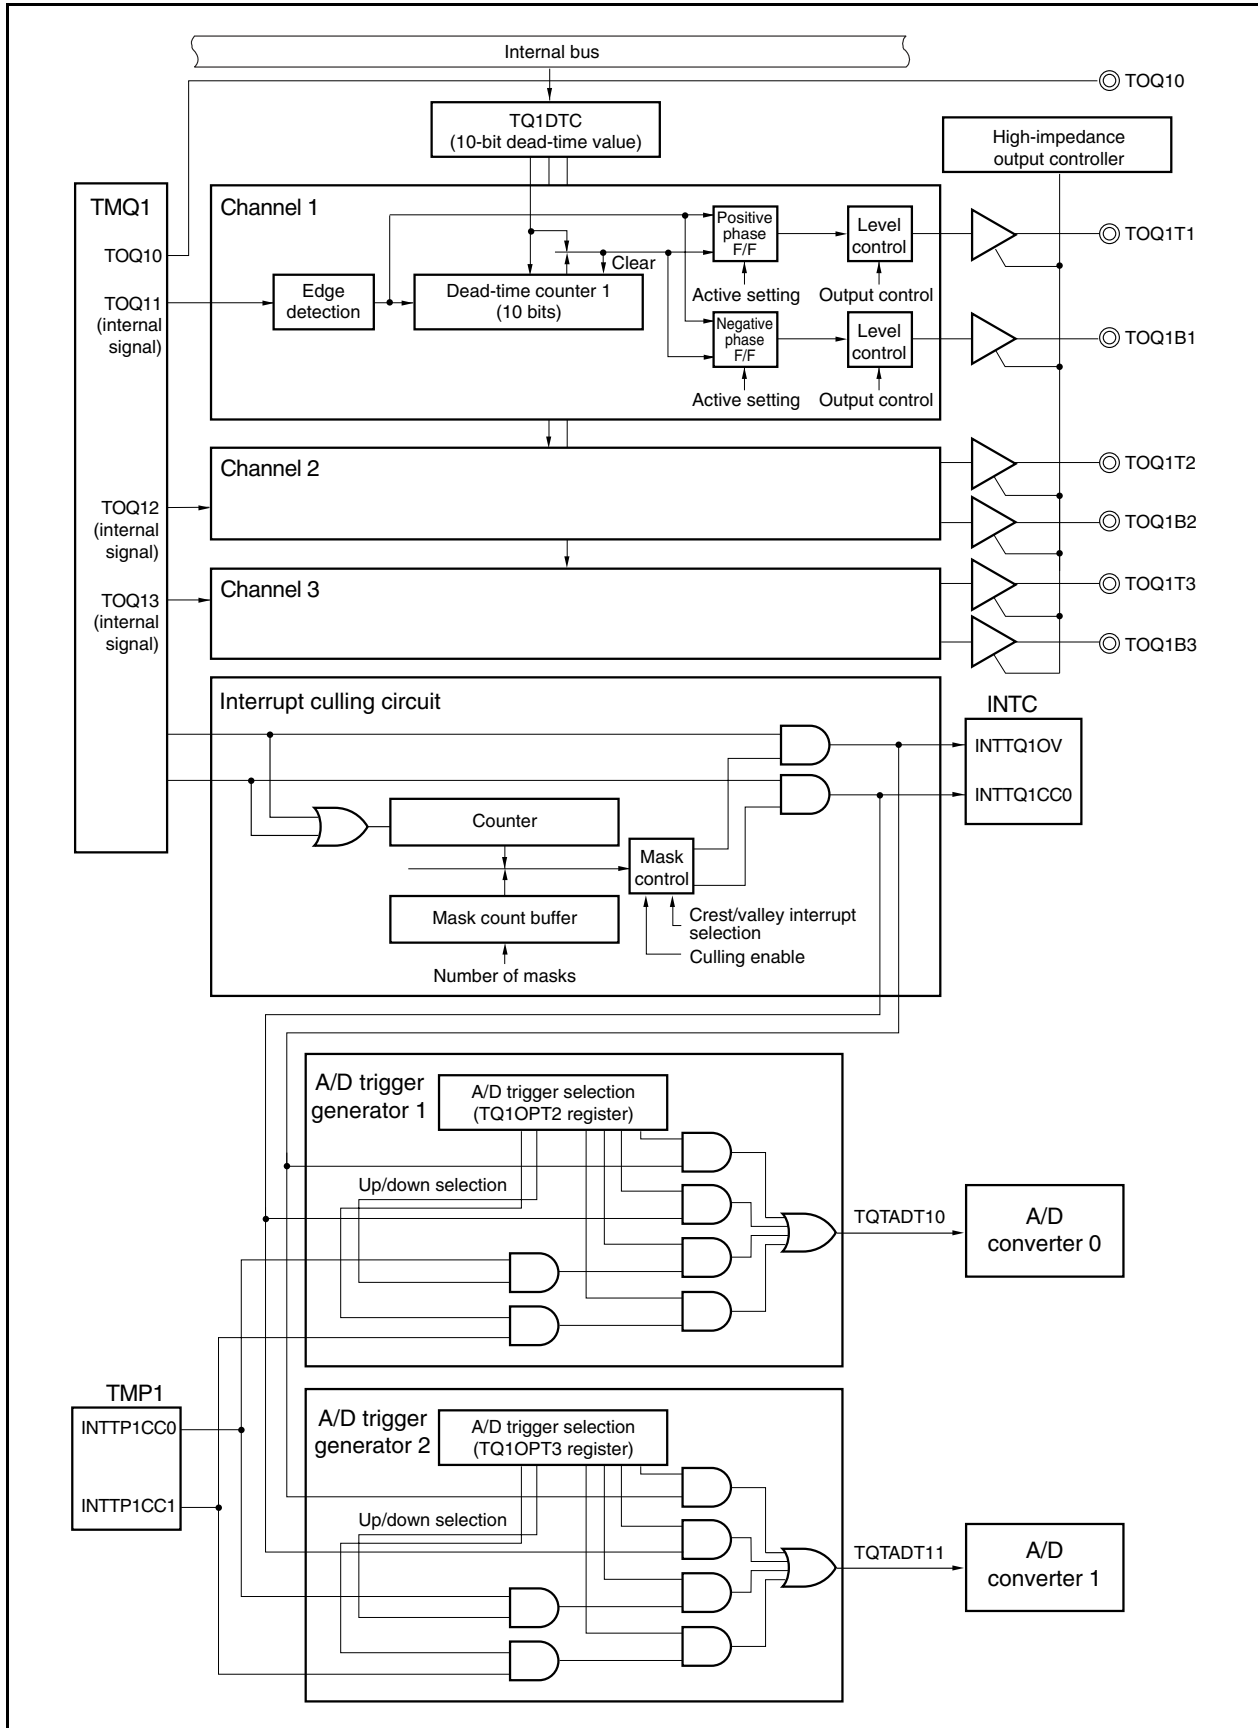 Internal bus
TOQ10
TQ1DTC
(10-bit dead-time value)
High-impedance
output controller
TMQ1
TOQ10
TOQ11
(internal
signal)
TOQ12
(internal
signal)
TOQ13
(internal
signal)
Channel 1
Edge
detection
Clear
Dead-time counter 1
(10 bits)
Positive
phase
F/F
Active setting
Level
control
Output control
TOQ1T1
Negative
phase
F/F
Active setting
Level
control
Output control
TOQ1B1
Channel 2
TOQ1T2
TOQ1B2
Channel 3
TOQ1T3
TOQ1B3
Interrupt culling circuit
Counter
Mask count buffer
Number of masks
Mask
control
Crest/valley interrupt
selection
Culling enable
INTC
INTTQ1OV
INTTQ1CC0
A/D trigger
generator 1
A/D trigger selection
(TQ1OPT2 register)
Up/down selection
TQTADT10
A/D
converter 0
TMP1
INTTP1CC0
INTTP1CC1
A/D trigger
generator 2
A/D trigger selection
(TQ1OPT3 register)
Up/down selection
TQTADT11
A/D
converter 1